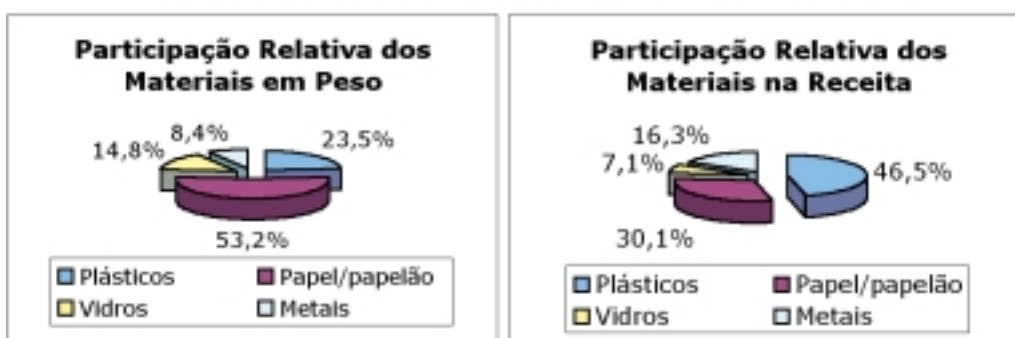 Participação Relativa dos
Materiais em Peso
8,4%
23,5%
14,8%
53,2%
Plásticos
Papel/papelão
Vidros
Metais
Participação Relativa dos
Materiais na Receita
16,3%
7,1%
46,5%
30,1%
Plásticos
Papel/papelão
Vidros
Metais